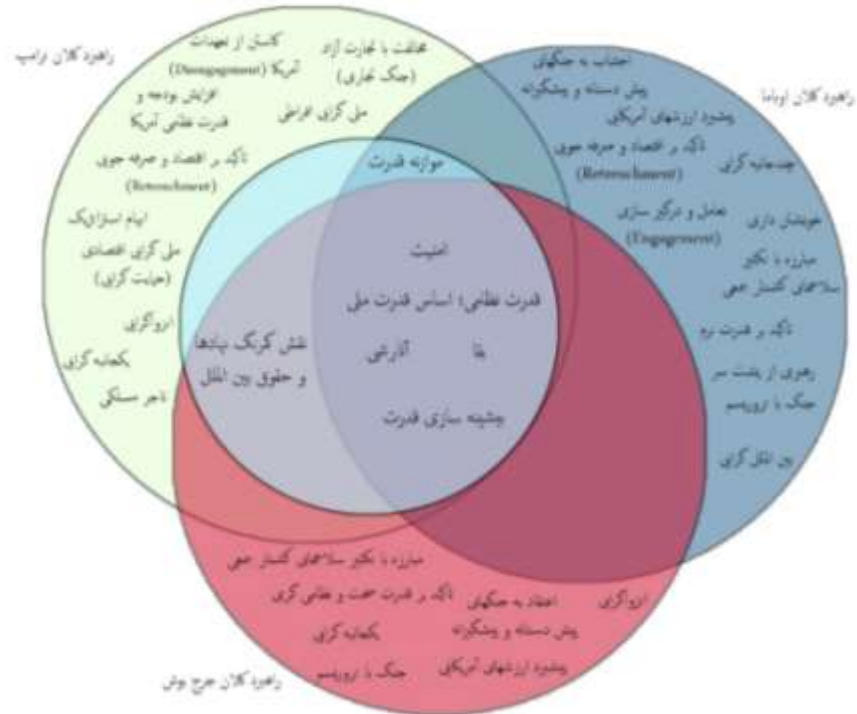 راهبرد کلان ترامپ
کاستن از تعهدات
آمریکا (Disengagement)
مخالفت با تجارت آزاد
(جنگ تجاری)
افزایش بودجه و
قدرت نظامی آمریکا
ملی گرایی افراطی
تاکید بر اقتصاد و صرفه جویی
(Retrenchment)
ابهام استراتژیک
ملی گرایی اقتصادی
(حمایت گرایی)
انزواگرایی
یکجانبه گرایی
تاجر مسلکی
راهبرد کلان اوباما
اجتناب به جنگهای
پیش دستانه و پیشگیرانه
پیشبرد ارزشهای آمریکایی
تاکید بر اقتصاد و صرفه جویی
(Retrenchment)
چندجانبه گرایی
تعامل و درگیر سازی
(Engagement)
خویشتن داری
مبارزه با تکثیر
سلاحهای کشتار جمعی
تاکید بر قدرت نرم
رهبری از پشت سر
جنگ با تروریسم
بین الملل گرایی
موازنه قدرت
امنیت
قدرت نظامی؛ اساس قدرت ملی
بقا
آنارشی
نقش کمرنگ نهادها
و حقوق بین الملل
بیشینه سازی قدرت
مبارزه با تکثیر سلاحهای کشتار جمعی
تاکید بر قدرت سخت و نظامی گری
اعتقاد به جنگهای
پیش دستانه و پیشگیرانه
انزواگرایی
یکجانبه گرایی
پیشبرد ارزشهای آمریکایی
جنگ با تروریسم
راهبرد کلان جرج بوش